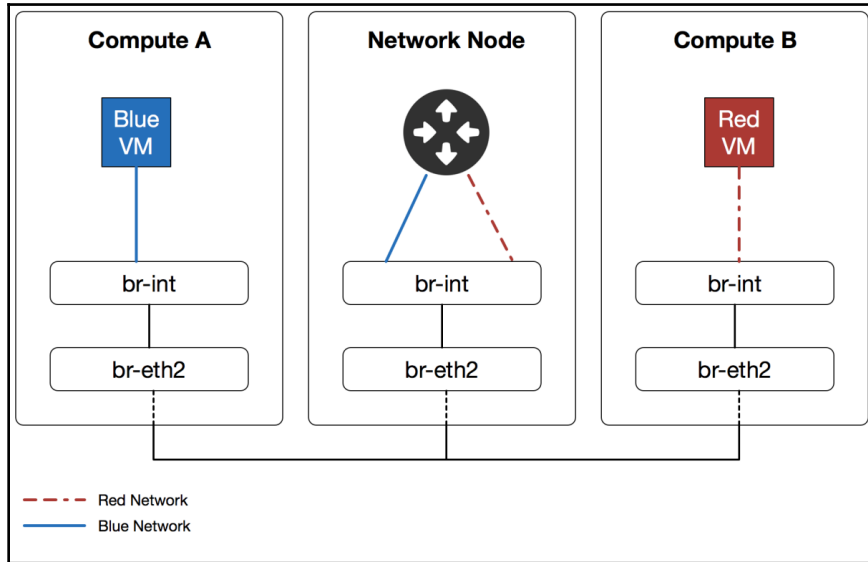 Compute A
Network Node
Compute B
Blue
VM
Red
VM
br-int
br-int
br-int
br-eth2
br-eth2
br-eth2
Red Network
Blue Network